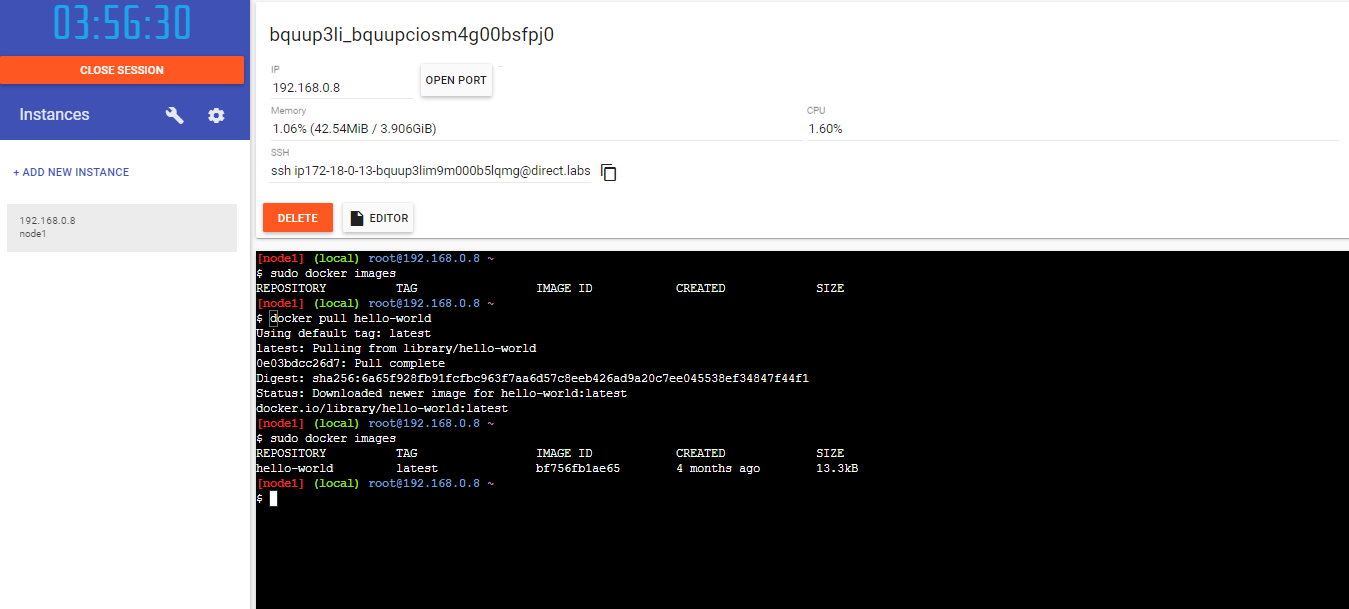 03:56:30
CLOSE SESSION
Instances
+ ADD NEW INSTANCE
192.168.0.8
node1
bquup3li_bquupciosm4g00bsfpj0
IP
192.168.0.8
OPEN PORT
Memory
1.06% (42.54MiB / 3.906GiB)
CPU
1.60%
SSH
ssh ip172-18-0-13-bquup3lim9m000b5lqmg@direct.labs
DELETE
EDITOR
[node1] (local) root@192.168.0.8 ~
$ sudo docker images
REPOSITORY TAG IMAGE ID CREATED SIZE
[node1] (local) root@192.168.0.8 ~
$ docker pull hello-world
Using default tag: latest
latest: Pulling from library/hello-world
0e03bdcc26d7: Pull complete
Digest: sha256:6a65f928fb91fcfbc963f7aa6d57c8eeb426ad9a20c7ee045538ef34847f44f1
Status: Downloaded newer image for hello-world:latest
docker.io/library/hello-world:latest
[node1] (local) root@192.168.0.8 ~
$ sudo docker images
REPOSITORY TAG IMAGE ID CREATED SIZE
hello-world latest bf756fb1ae65 4 months ago 13.3kB
[node1] (local) root@192.168.0.8 ~
$